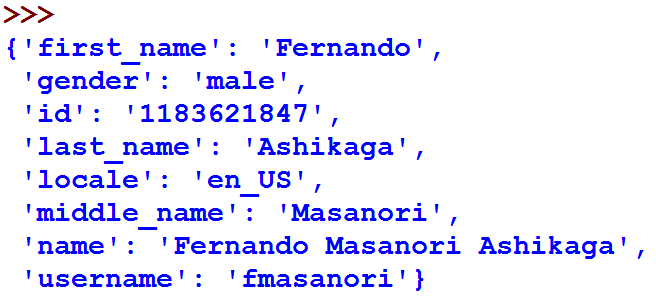 >>>
{'first_name': 'Fernando',
 'gender': 'male',
 'id': '1183621847',
 'last_name': 'Ashikaga',
 'locale': 'en_US',
 'middle_name': 'Masanori',
 'name': 'Fernando Masanori Ashikaga',
 'username': 'fmasanori'}